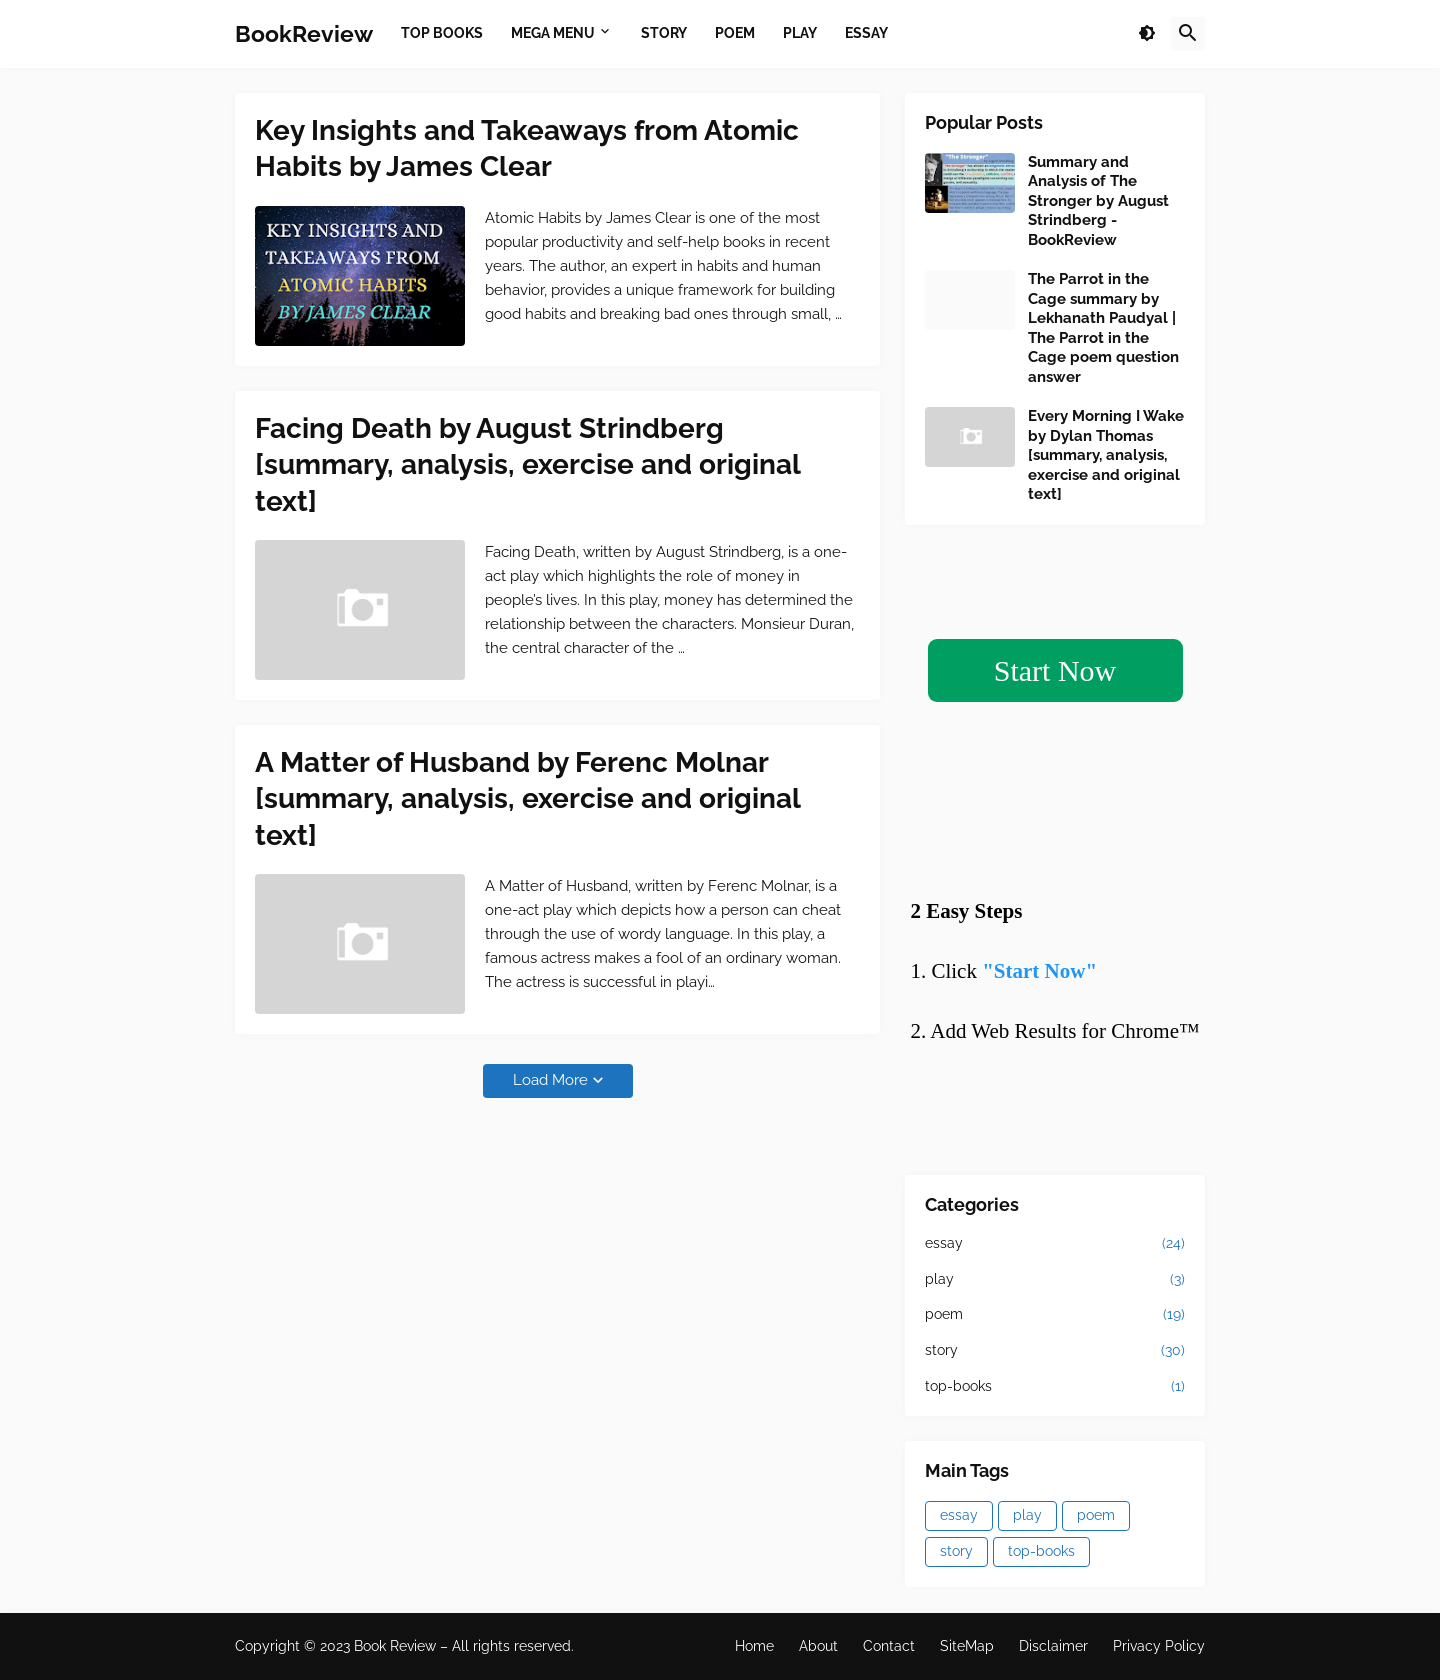 BookReview
TOP BOOKS
MEGA MENU
STORY
POEM
PLAY
ESSAY
Key Insights and Takeaways from Atomic
Habits by James Clear
KEY INSIGHTS AND
TAKEAWAYS FROM
ATOMIC HABITS
BY JAMES CLEAR
Atomic Habits by James Clear is one of the most
popular productivity and self-help books in recent
years. The author, an expert in habits and human
behavior, provides a unique framework for building
good habits and breaking bad ones through small, …
Facing Death by August Strindberg
[summary, analysis, exercise and original
text]
Facing Death, written by August Strindberg, is a one-
act play which highlights the role of money in
people’s lives. In this play, money has determined the
relationship between the characters. Monsieur Duran,
the central character of the …
A Matter of Husband by Ferenc Molnar
[summary, analysis, exercise and original
text]
A Matter of Husband, written by Ferenc Molnar, is a
one-act play which depicts how a person can cheat
through the use of wordy language. In this play, a
famous actress makes a fool of an ordinary woman.
The actress is successful in playi…
Load More
Popular Posts
"The Stronger"
Summary and
Analysis of The
Stronger by August
Strindberg -
BookReview
The Parrot in the
Cage summary by
Lekhanath Paudyal |
The Parrot in the
Cage poem question
answer
Every Morning I Wake
by Dylan Thomas
[summary, analysis,
exercise and original
text]
Start Now
2 Easy Steps
1. Click "Start Now"
2. Add Web Results for Chrome™
Categories
essay (24)
play (3)
poem (19)
story (30)
top-books (1)
Main Tags
essay play poem
story top-books
Copyright © 2023 Book Review – All rights reserved.
Home About Contact SiteMap Disclaimer Privacy Policy